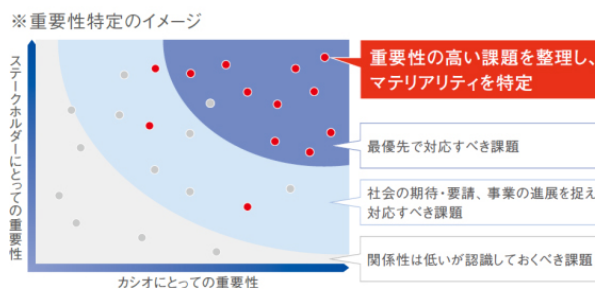 ※重要性特定のイメージ
ステークホルダーにとっての重要性
重要性の高い課題を整理し、
マテリアリティを特定
最優先で対応すべき課題
社会の期待・要請、事業の進展を捉え
対応すべき課題
関係性は低いが認識しておくべき課題
カシオにとっての重要性